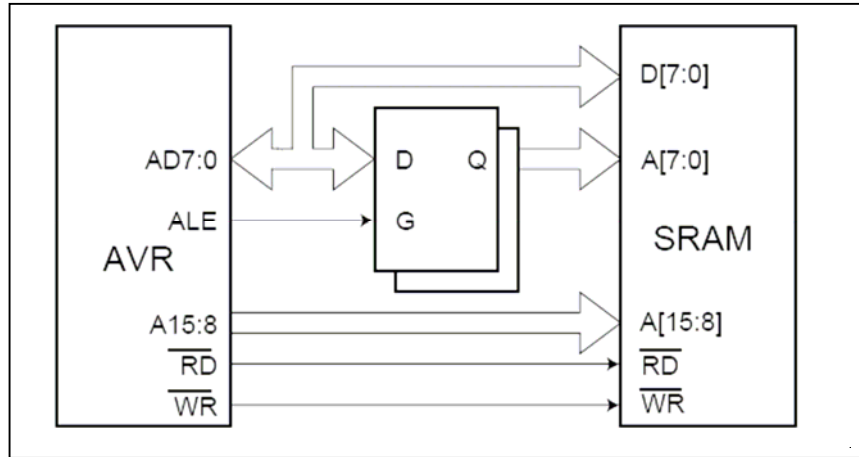 D[7:0]
AD7:0
D
Q
A[7:0]
ALE
G
AVR
SRAM
A15:8
A[15:8]
RD
RD
WR
WR